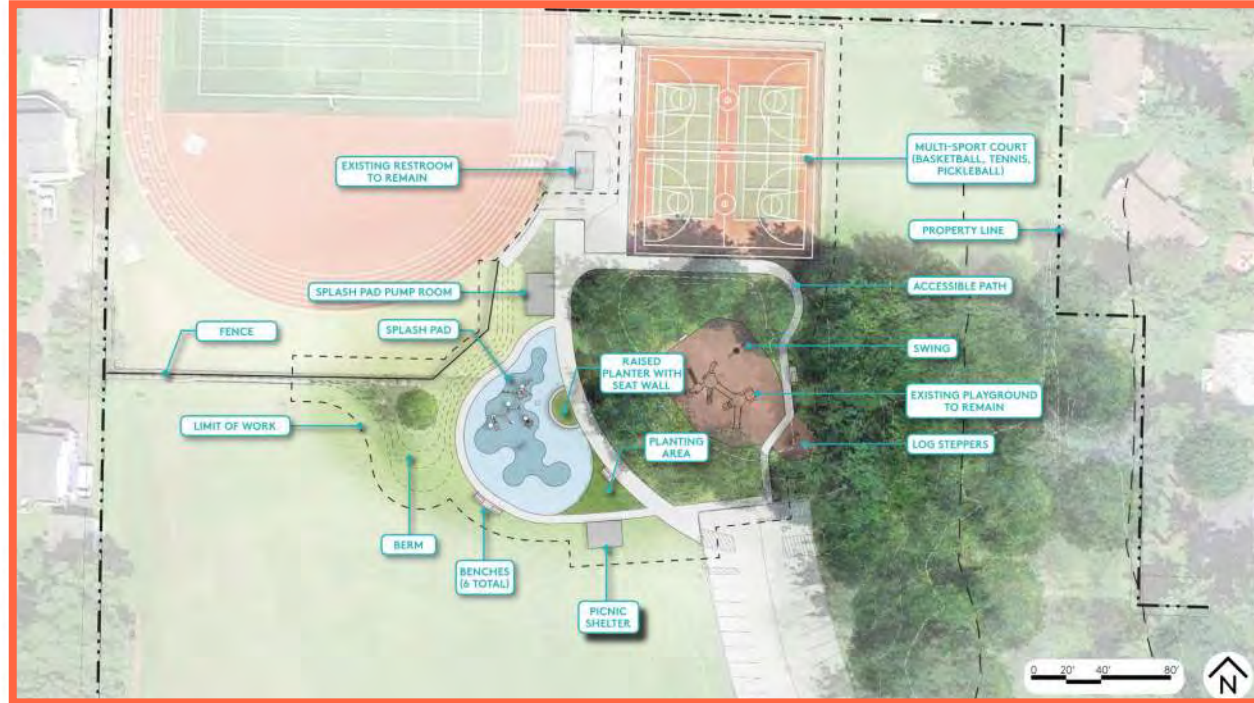 MULTI-SPORT COURT
(BASKETBALL, TENNIS,
PICKLEBALL)
EXISTING RESTROOM
TO REMAIN
PROPERTY LINE
SPLASH PAD PUMP ROOM
ACCESSIBLE PATH
FENCE
SPLASH PAD
SWING
RAISED
PLANTER WITH
SEAT WALL
EXISTING PLAYGROUND
TO REMAIN
LIMIT OF WORK
PLANTING
AREA
LOG STEPPERS
BERM
BENCHES
(6 TOTAL)
PICNIC
SHELTER
0 20' 40' 80'
N